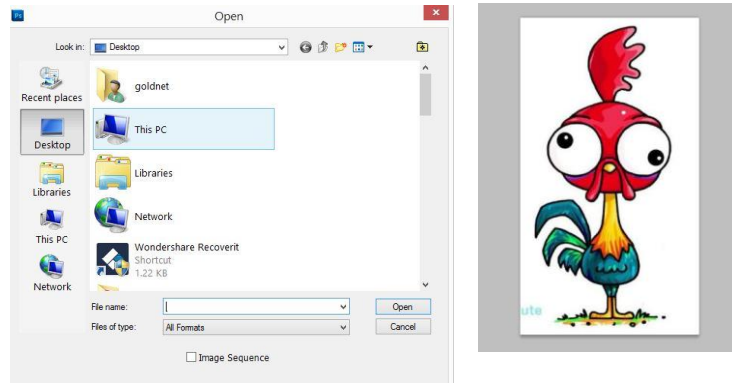 Ps
Open
Look in:
Desktop
Recent places
Desktop
Libraries
This PC
Network
goldnet
This PC
Libraries
Network
Wondershare Recoverit
Shortcut
1.22 KB
File name:
Open
Files of type:
All Formats
Cancel
Image Sequence
ute